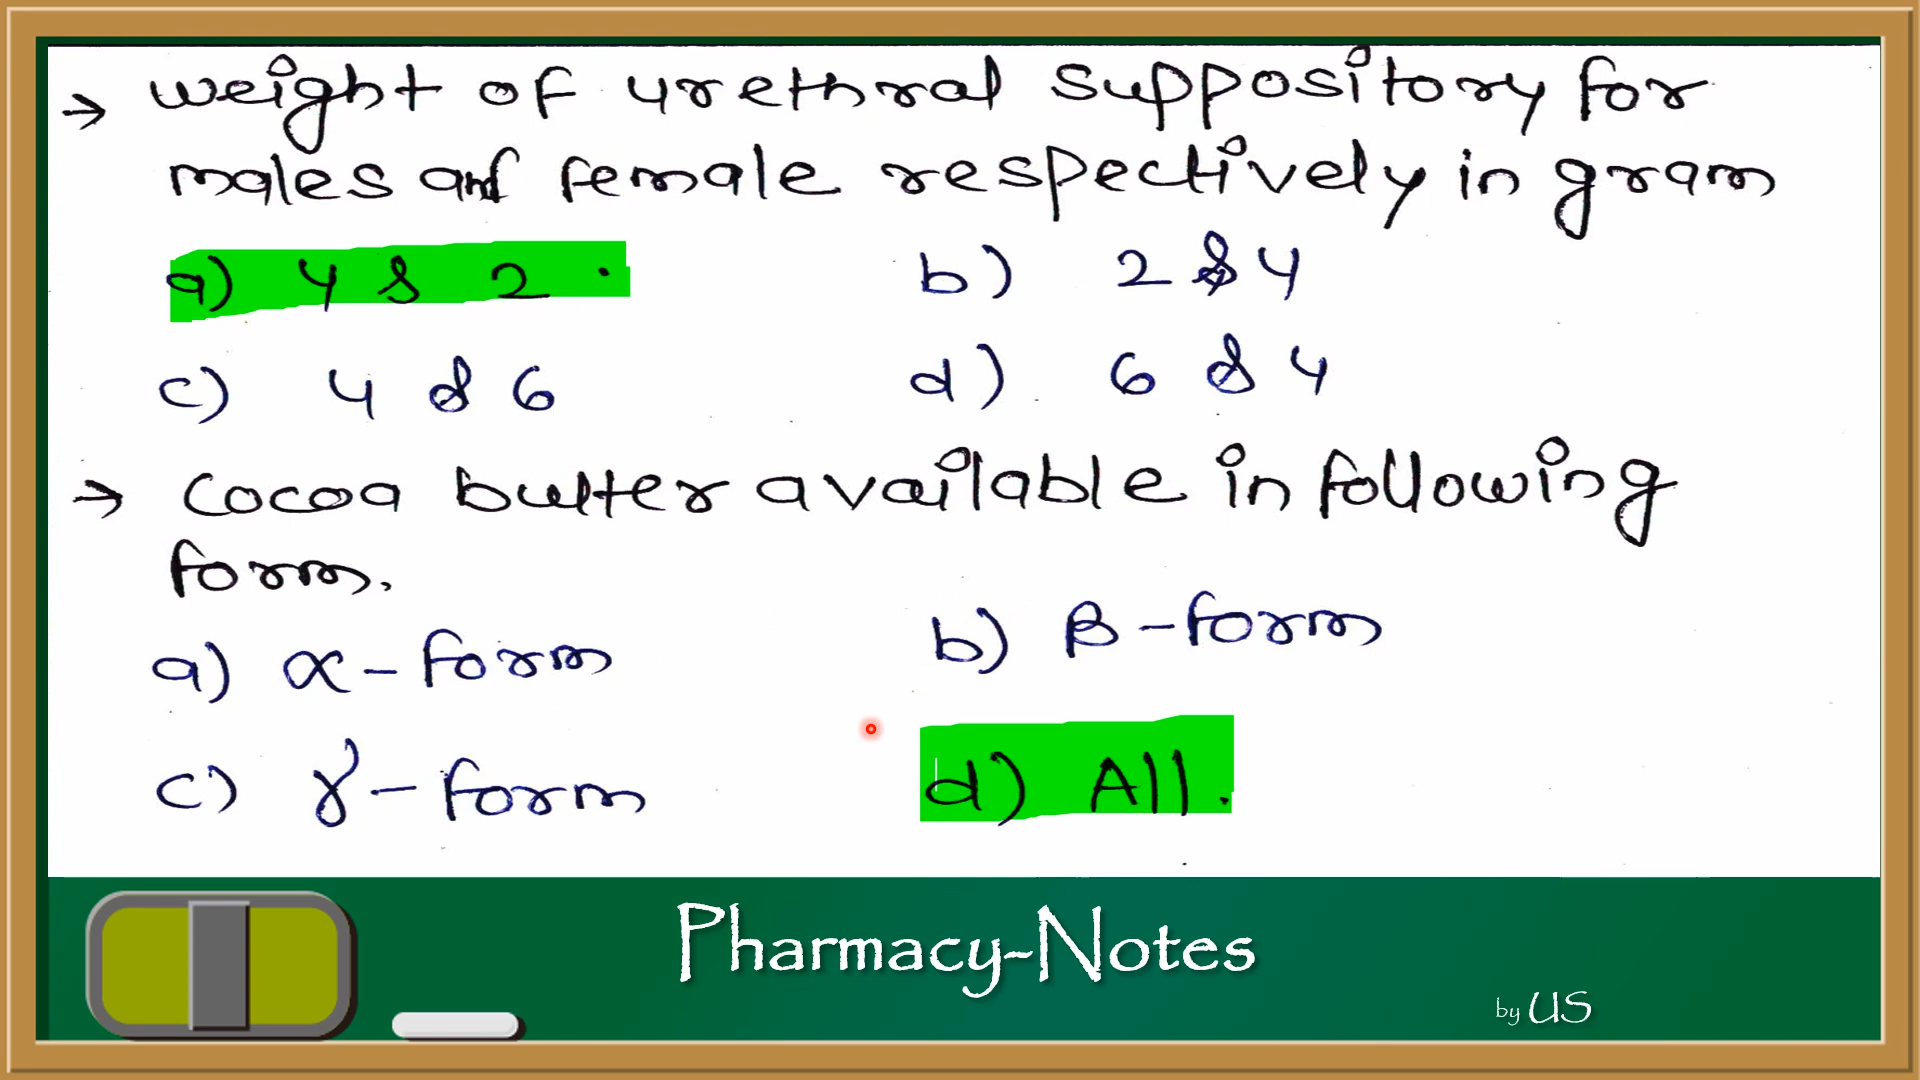 → weight of urethral suppository for
males and female respectively in gram
a) 4 & 2 .
b) 2 & 4
c) 4 & 6
d) 6 & 4
→ cocoa butter available in following
form.
a) α - form
b) β - form
c) γ - form
d) All.
Pharmacy-Notes
by US